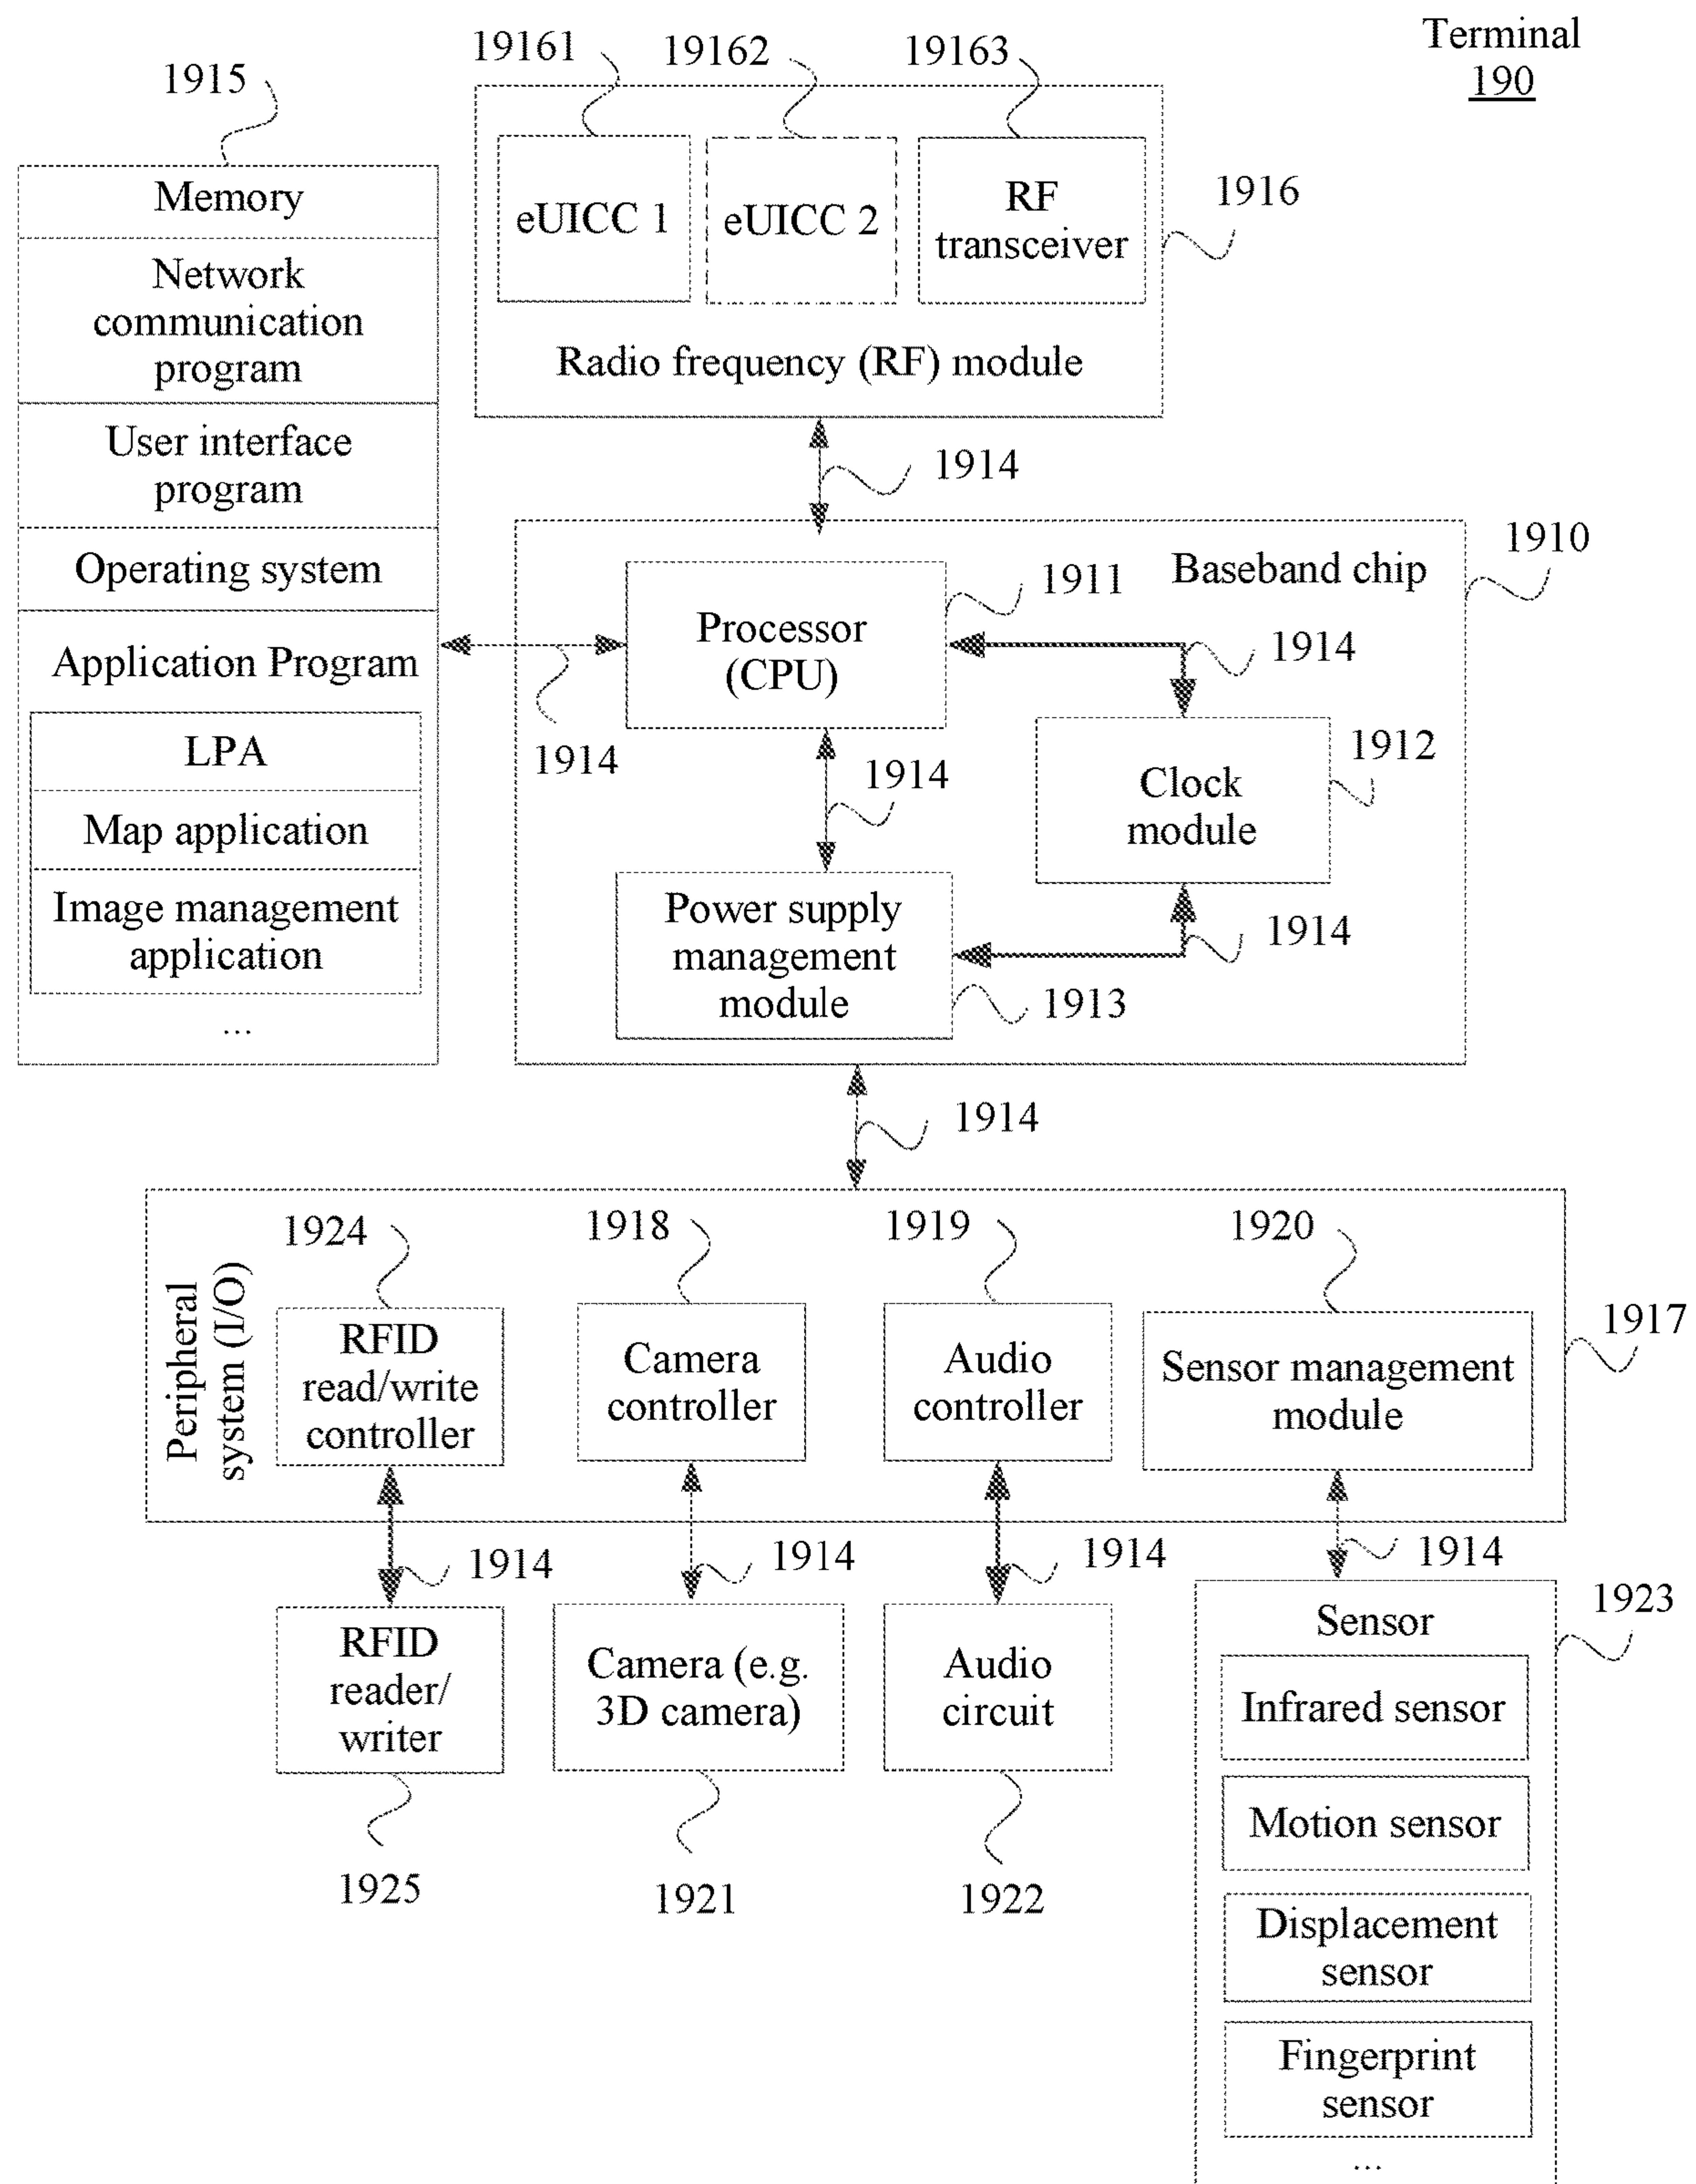 Terminal
190
1915
Memory
Network
communication
program
User interface
program
Operating system
Application Program
LPA
Map application
Image management
application
...
19161
19162
19163
eUICC 1
eUICC 2
RF
transceiver
Radio frequency (RF) module
1916
1914
1914
Baseband chip
1910
Processor
(CPU)
1911
1914
1914
Clock
module
1912
Power supply
management
module
1913
1914
1914
Peripheral
system (I/O)
1917
1924
RFID
read/write
controller
1918
Camera
controller
1919
Audio
controller
1920
Sensor management
module
1914
1914
1914
1914
RFID
reader/
writer
1925
Camera (e.g.
3D camera)
1921
Audio
circuit
1922
1923
Sensor
Infrared sensor
Motion sensor
Displacement
sensor
Fingerprint
sensor
...